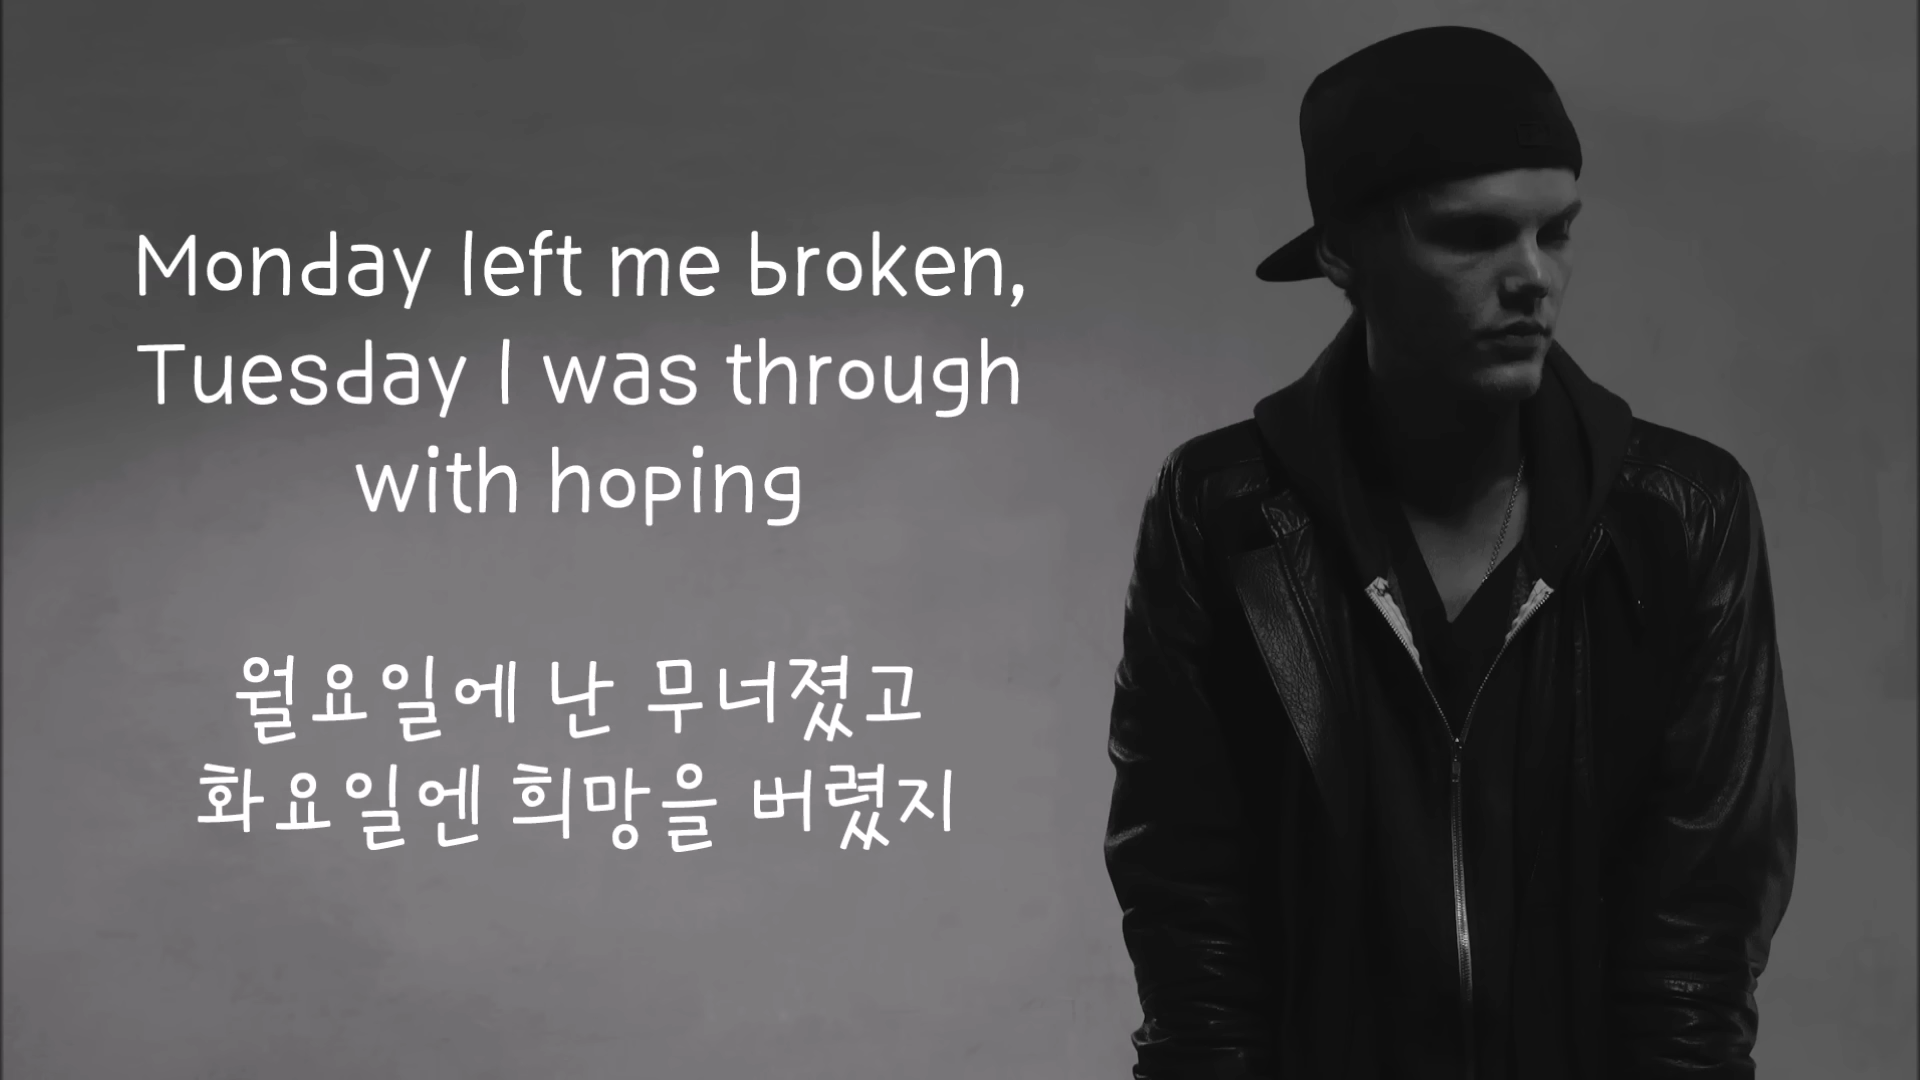 Monday left me broken,
Tuesday I was through
with hoping
월요일에 난 무너졌고
화요일엔 희망을 버렸지